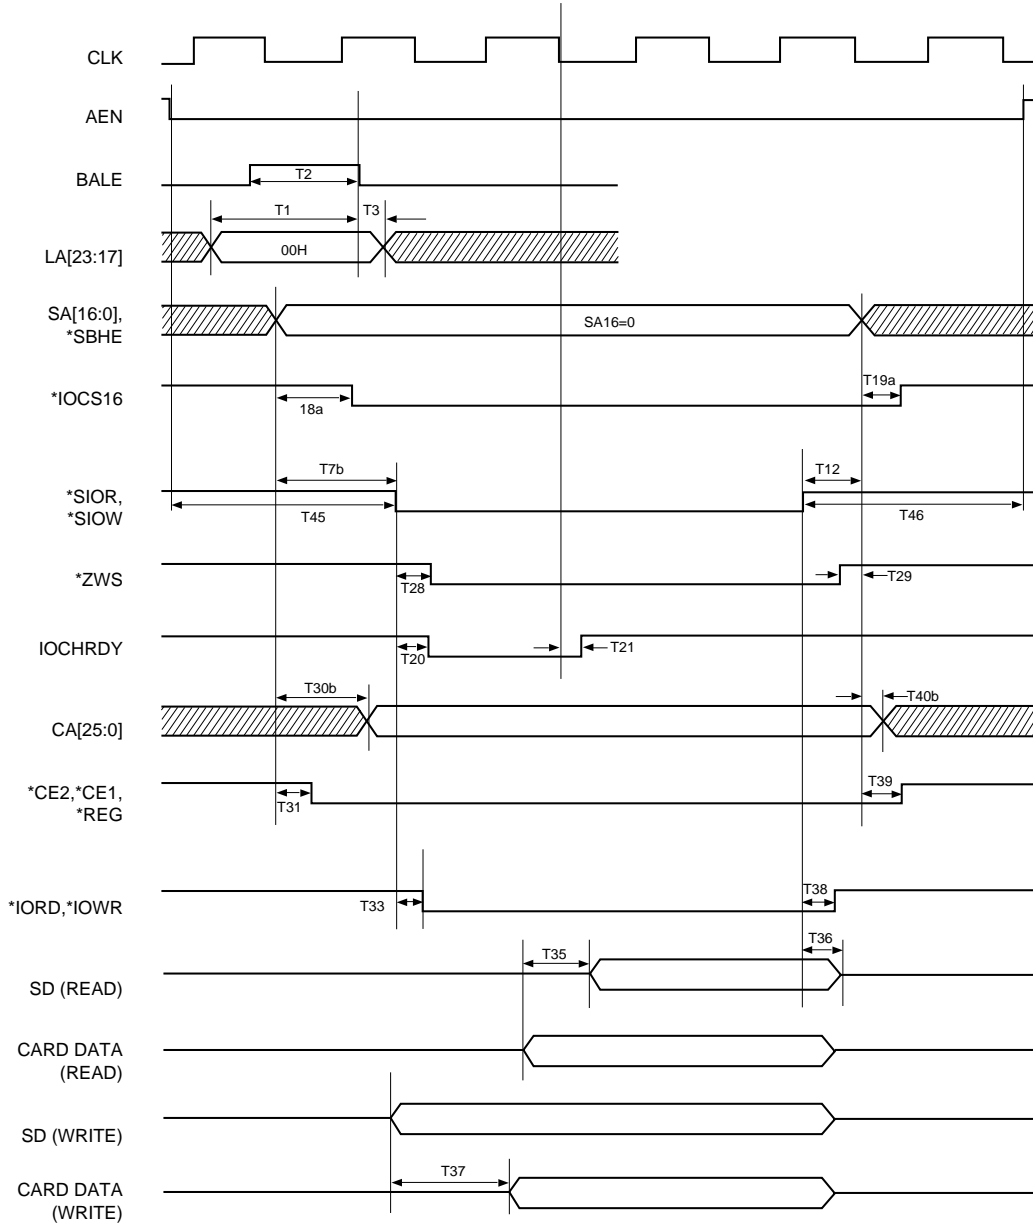 CLK
AEN
BALE
T2
T1
T3
LA[23:17]
00H
SA[16:0],
*SBHE
SA16=0
*IOCS16
18a
T19a
T7b
T12
*SIOR,
*SIOW
T45
T46
*ZWS
T28
T29
IOCHRDY
T20
T21
T30b
T40b
CA[25:0]
*CE2,*CE1,
*REG
T31
T39
*IORD,*IOWR
T33
T38
T36
T35
SD (READ)
CARD DATA
(READ)
SD (WRITE)
T37
CARD DATA
(WRITE)